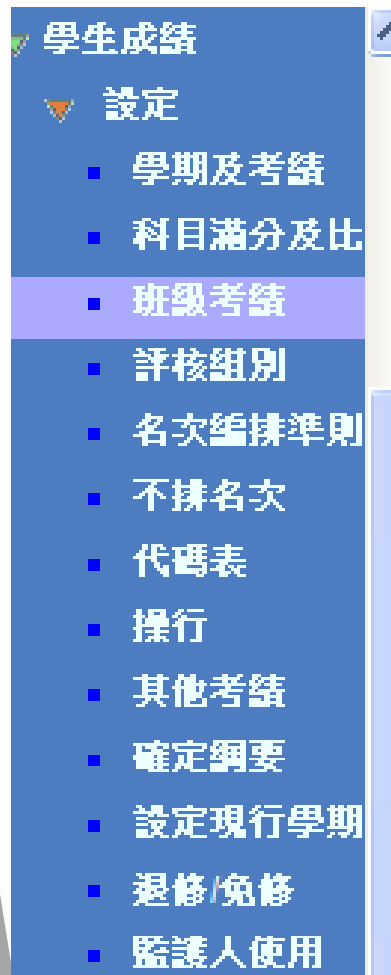 學生成績
設定
學期及考績
科目滿分及比
班級考績
評核組別
名次編排準則
不排名次
代碼表
操行
其他考績
確定綱要
設定現行學期
退修/免修
監護人使用